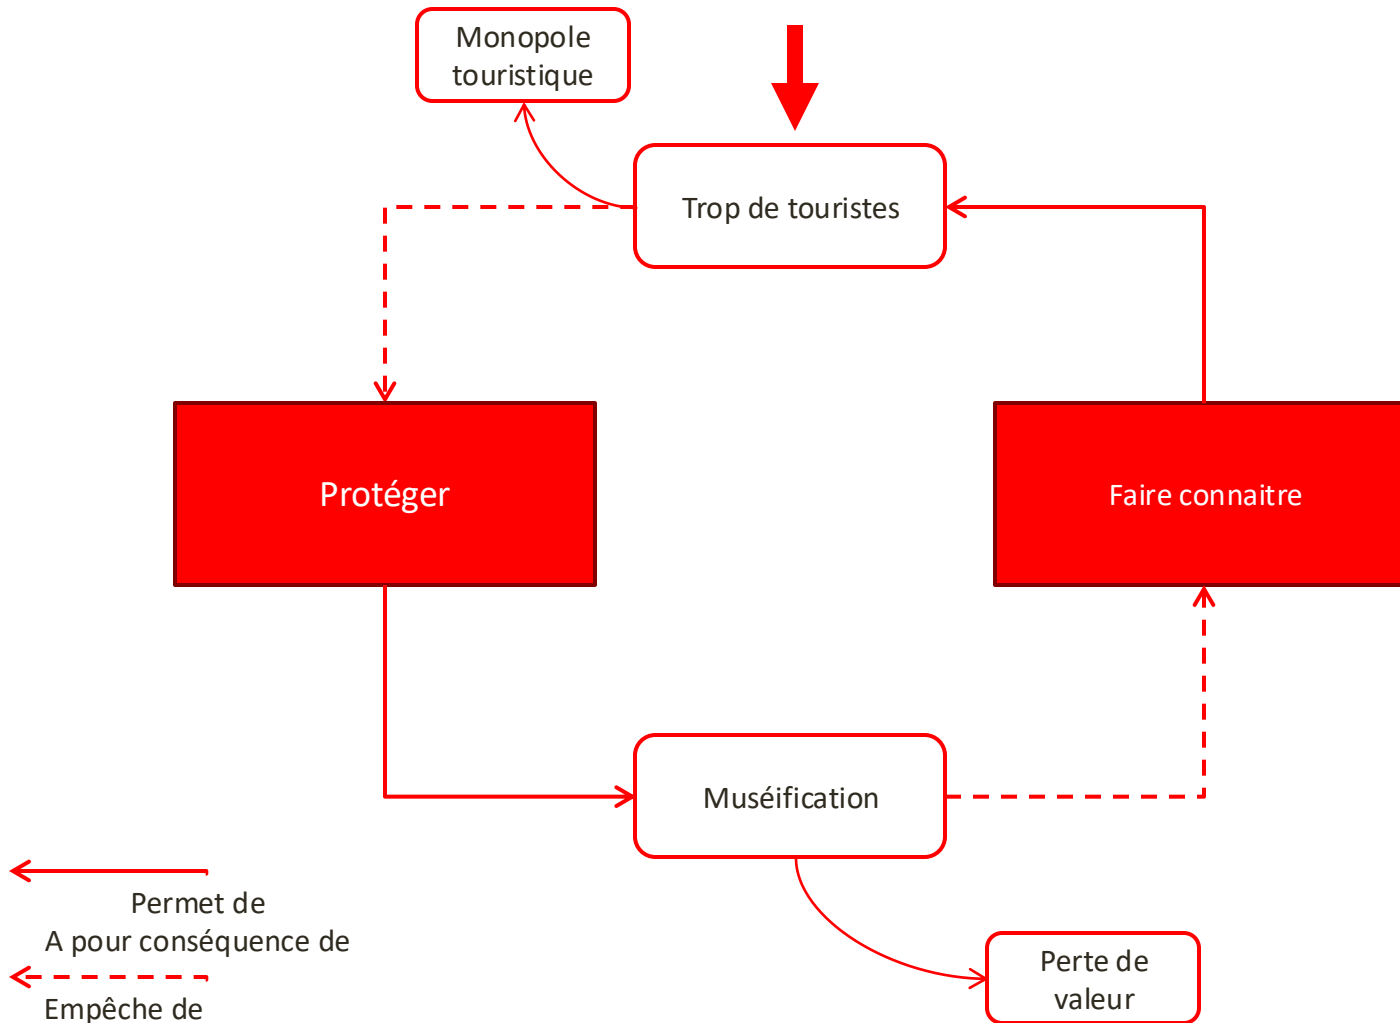 Monopole
touristique
Trop de touristes
Protéger
Faire connaitre
Muséification
Permet de
A pour conséquence de
Empêche de
Perte de
valeur